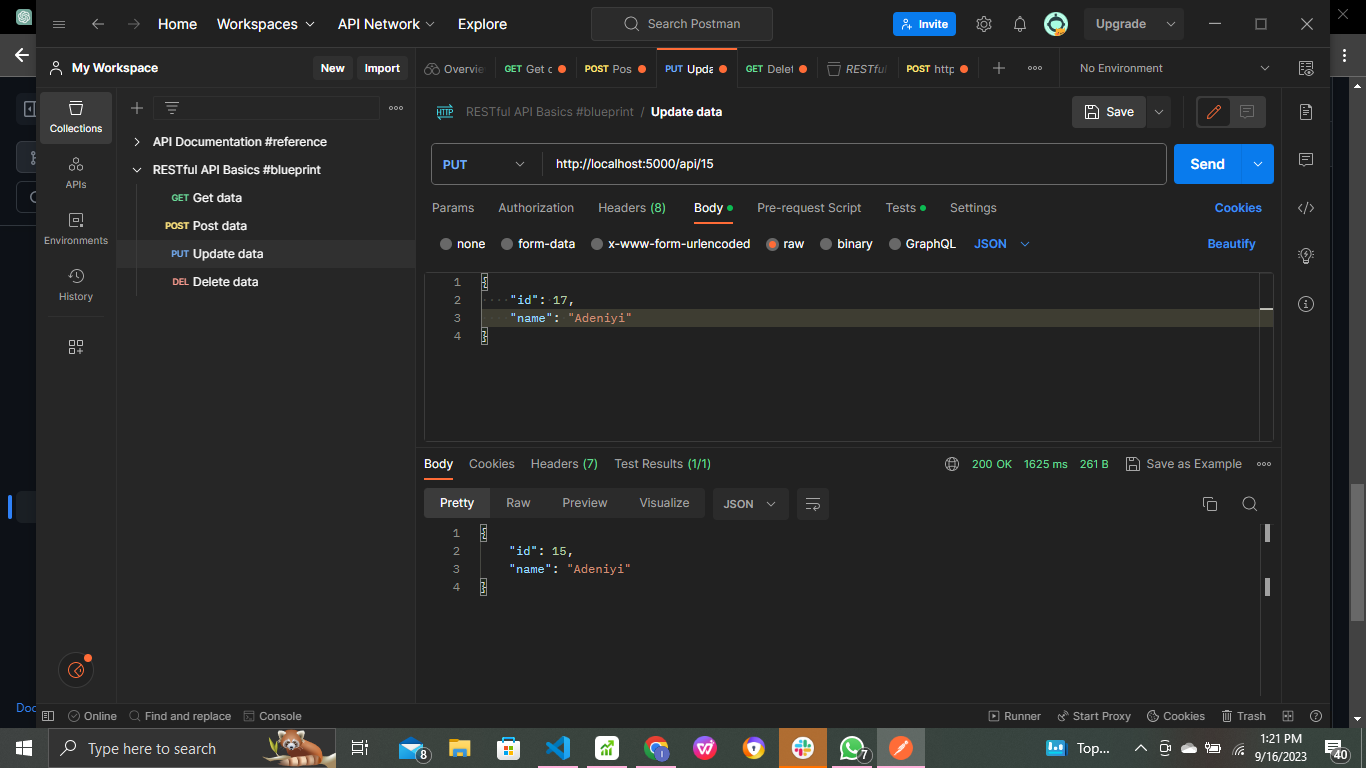 Home
Workspaces
API Network
Explore
Search Postman
Invite
Upgrade
My Workspace
New
Import
Overvie
GET Get c
POST Pos
PUT Upda
GET Delet
RESTful
POST http
No Environment
Collections
APIs
Environments
History
API Documentation #reference
RESTful API Basics #blueprint
GET Get data
POST Post data
PUT Update data
DEL Delete data
HTTP
RESTful API Basics #blueprint / Update data
Save
PUT
http://localhost:5000/api/15
Send
Params
Authorization
Headers (8)
Body
Pre-request Script
Tests
Settings
Cookies
none
form-data
x-www-form-urlencoded
raw
binary
GraphQL
JSON
Beautify
1 {
2 "id": 17,
3 "name": "Adeniyi"
4 }
Body
Cookies
Headers (7)
Test Results (1/1)
200 OK
1625 ms
261 B
Save as Example
Pretty
Raw
Preview
Visualize
JSON
1 {
2 "id": 15,
3 "name": "Adeniyi"
4 }
Doc
Online
Find and replace
Console
Runner
Start Proxy
Cookies
Trash
Type here to search
8
7
Top...
1:21 PM
9/16/2023
40